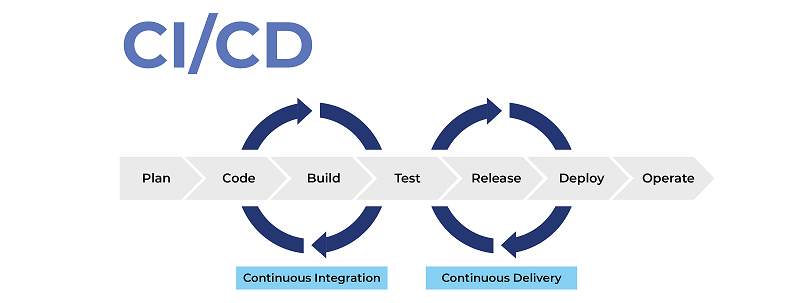 CI/CD
Plan Code Build Test Release Deploy Operate
Continuous Integration Continuous Delivery